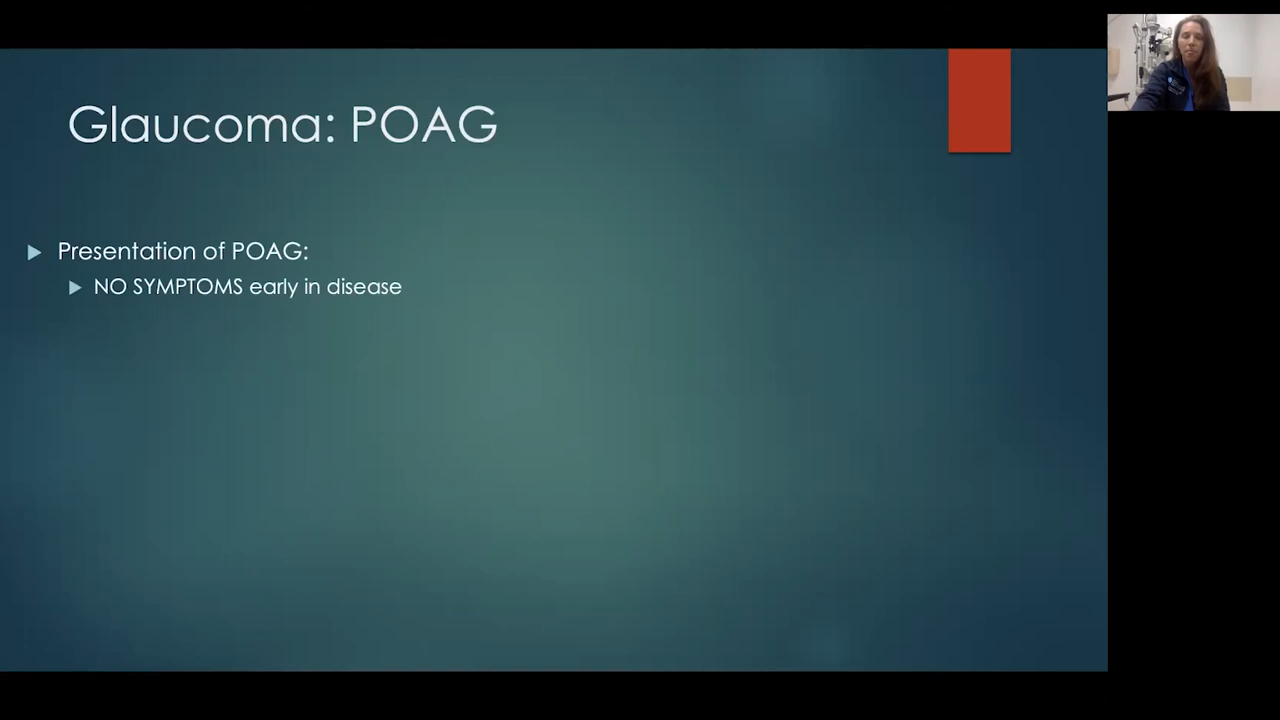 Glaucoma: POAG
Presentation of POAG:
NO SYMPTOMS early in disease